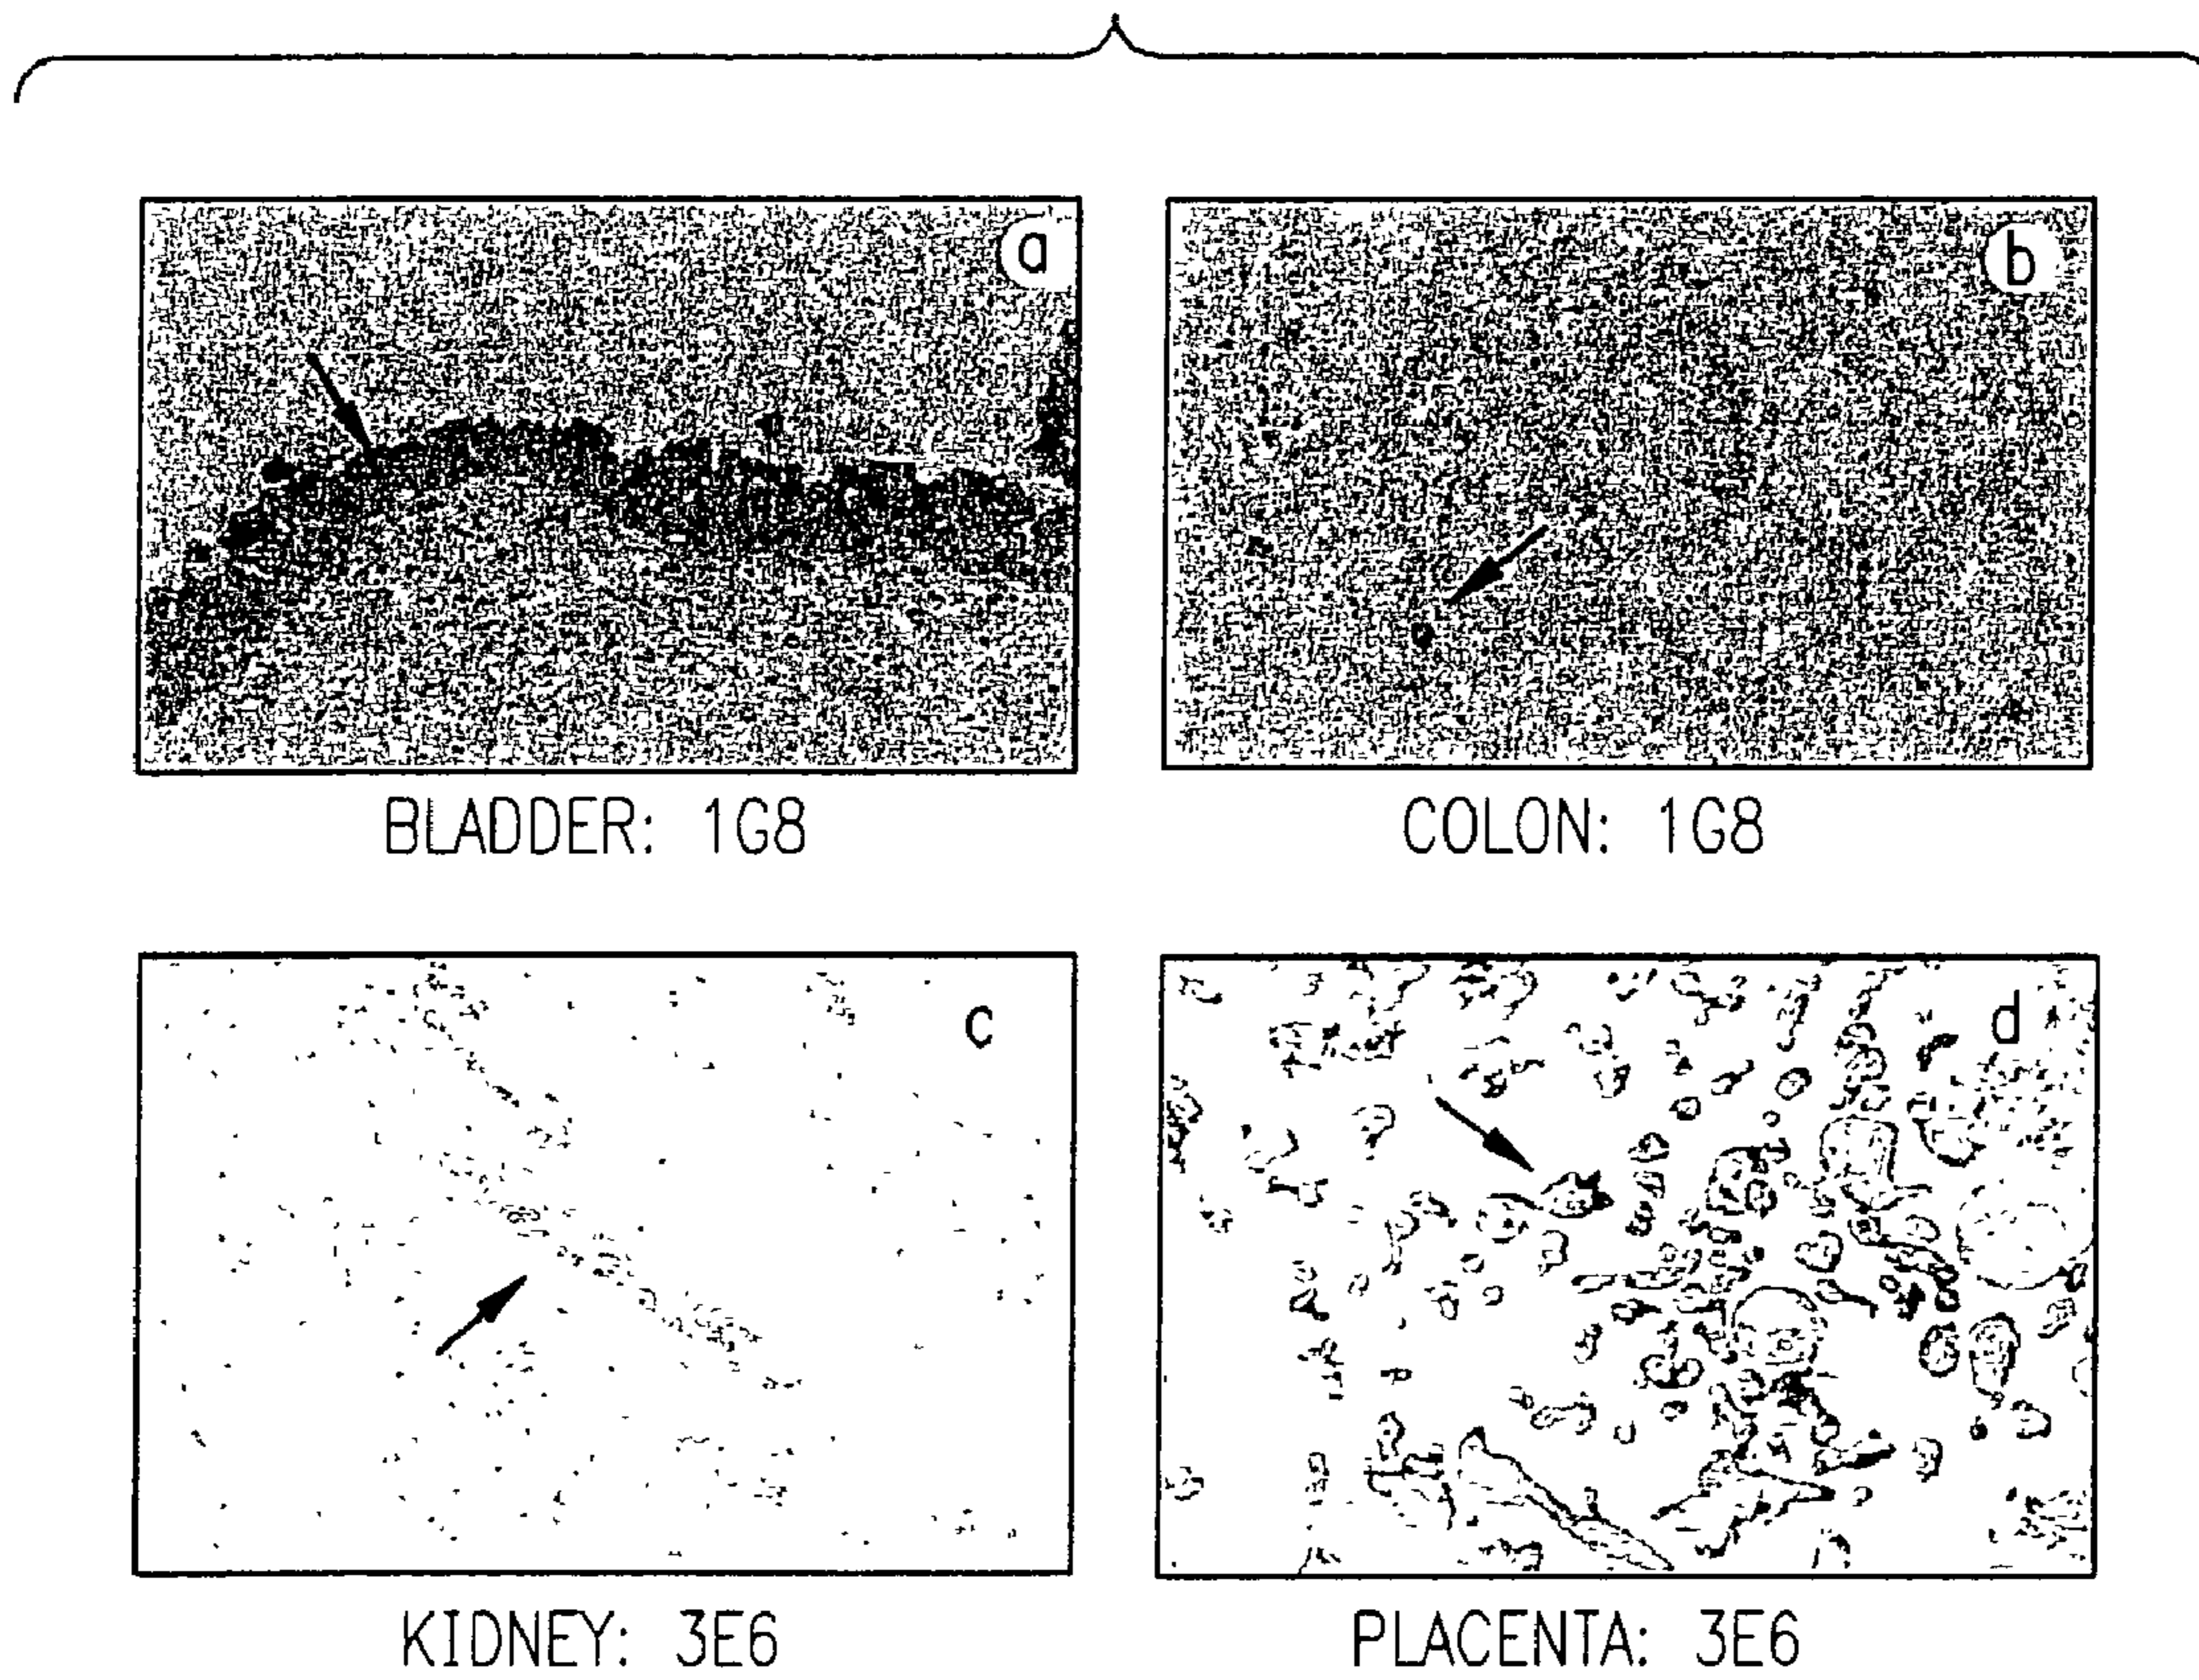 a
b
BLADDER: 1G8
COLON: 1G8
c
d
KIDNEY: 3E6
PLACENTA: 3E6